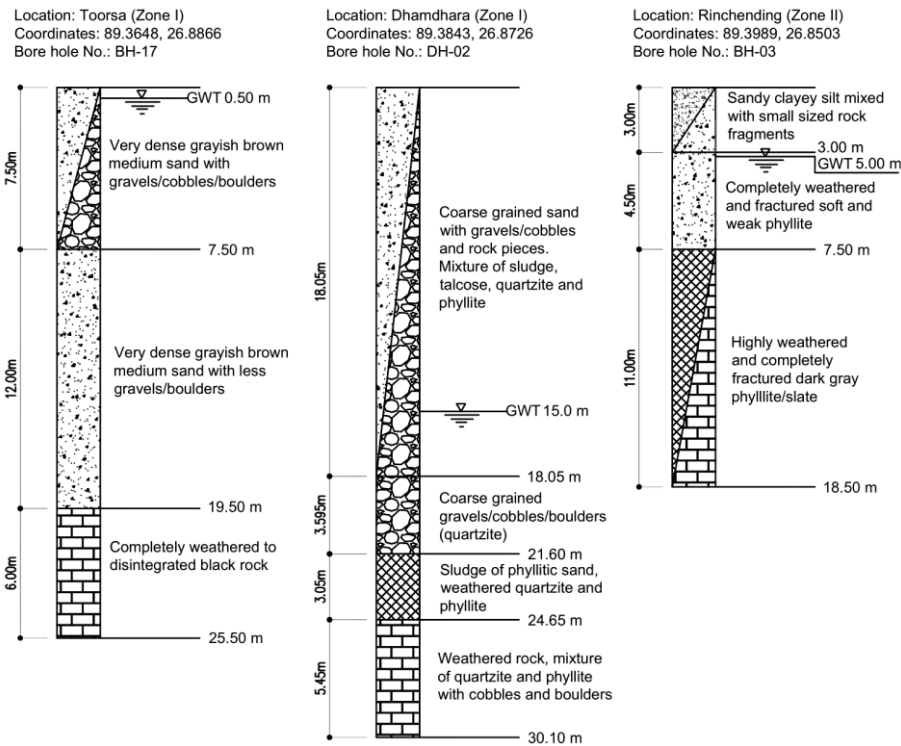 Location: Toorsa (Zone I)
Coordinates: 89.3648, 26.8866
Bore hole No.: BH-17
GWT 0.50 m
Very dense grayish brown
medium sand with
gravels/cobbles/boulders
7.50m
7.50 m
Very dense grayish brown
medium sand with less
gravels/boulders
12.00m
19.50 m
Completely weathered to
disintegrated black rock
6.00m
25.50 m
Location: Dhamdhara (Zone I)
Coordinates: 89.3843, 26.8726
Bore hole No.: DH-02
Coarse grained sand
with gravels/cobbles
and rock pieces.
Mixture of sludge,
talcose, quartzite and
phyllite
18.05m
GWT 15.0 m
18.05 m
Coarse grained
gravels/cobbles/boulders
(quartzite)
3.595m
21.60 m
Sludge of phyllitic sand,
weathered quartzite and
phyllite
3.05m
24.65 m
Weathered rock, mixture
of quartzite and phyllite
with cobbles and boulders
5.45m
30.10 m
Location: Rinchending (Zone II)
Coordinates: 89.3989, 26.8503
Bore hole No.: BH-03
Sandy clayey silt mixed
with small sized rock
fragments
3.00m
3.00 m
GWT 5.00 m
Completely weathered
and fractured soft and
weak phyllite
4.50m
7.50 m
Highly weathered
and completely
fractured dark gray
phylllite/slate
11.00m
18.50 m